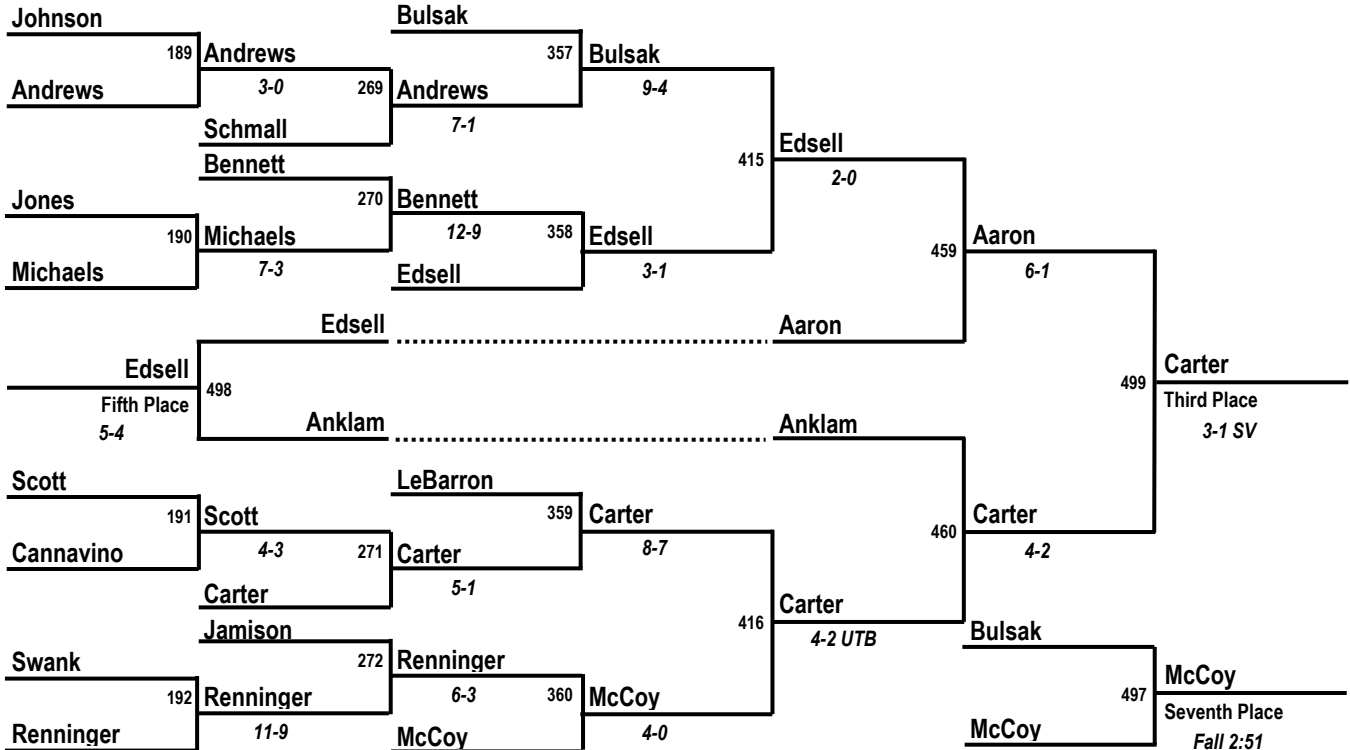 Johnson
Bulsak
189 Andrews
357 Bulsak
Andrews
3-0
269 Andrews
9-4
7-1
Schmall
Edsell
Bennett
415
2-0
Jones
270 Bennett
190 Michaels
12-9
358 Edsell
Aaron
459
Michaels
7-3
Edsell
3-1
6-1
Edsell
Aaron
Edsell
Carter
498
499
Fifth Place
Third Place
5-4
Anklam
Anklam
3-1 SV
Scott
LeBarron
191 Scott
359 Carter
Carter
460
Cannavino
4-3
271 Carter
8-7
4-2
5-1
Carter
Carter
416
Jamison
Bulsak
4-2 UTB
Swank
272 Renninger
McCoy
192 Renninger
6-3
360 McCoy
497
Seventh Place
Renninger
11-9
McCoy
4-0
McCoy
Fall 2:51